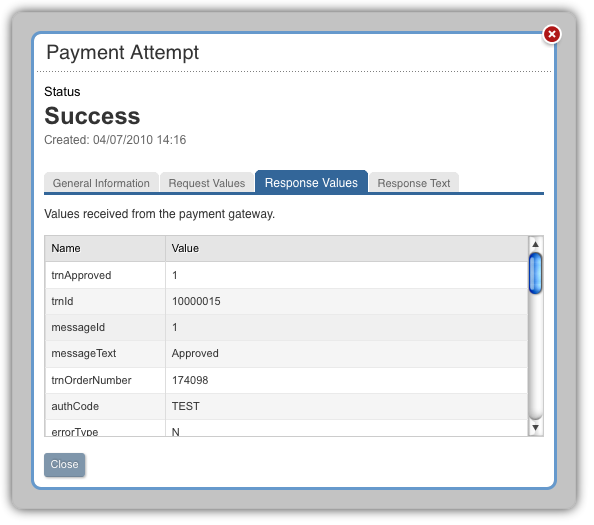 Payment Attempt
Status
Success
Created: 04/07/2010 14:16
General Information Request Values Response Values Response Text
Values received from the payment gateway.
Name Value
trnApproved 1
trnId 10000015
messageId 1
messageText Approved
trnOrderNumber 174098
authCode TEST
errorType N
Close